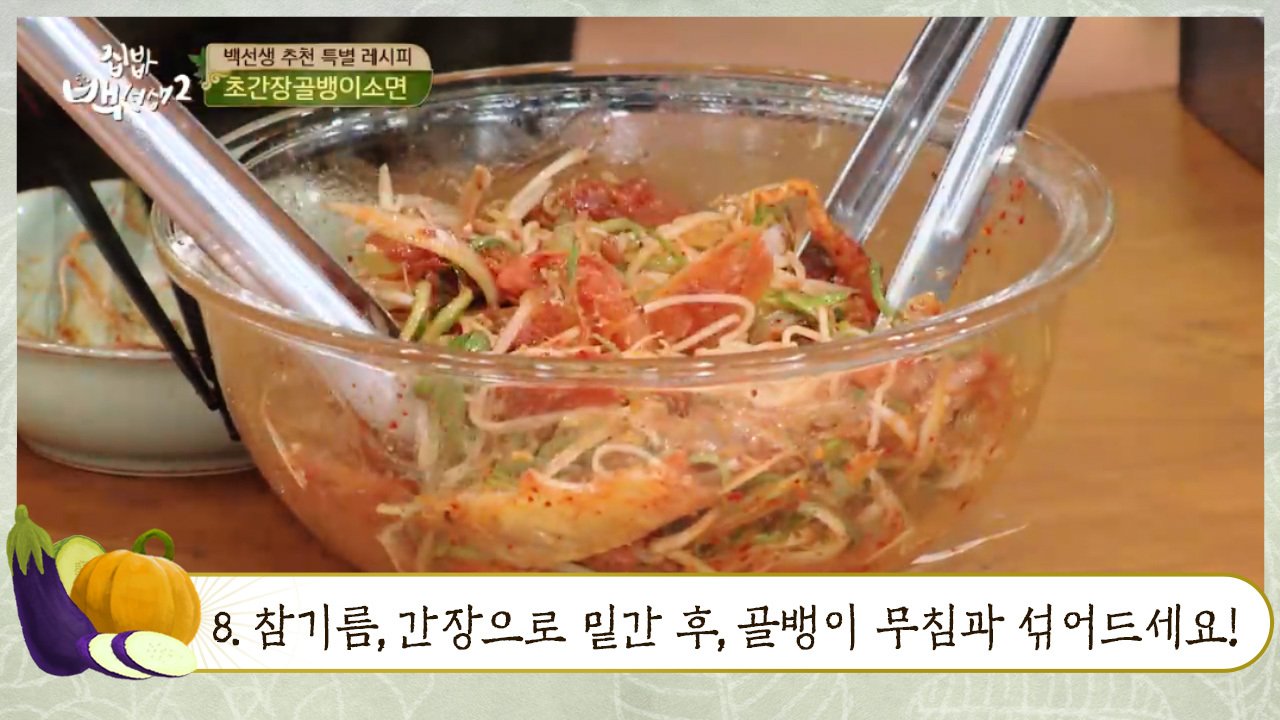 집밥
백선생2
백선생 추천 특별 레시피
초간장골뱅이소면
8. 참기름, 간장으로 밑간 후, 골뱅이 무침과 섞어드세요!